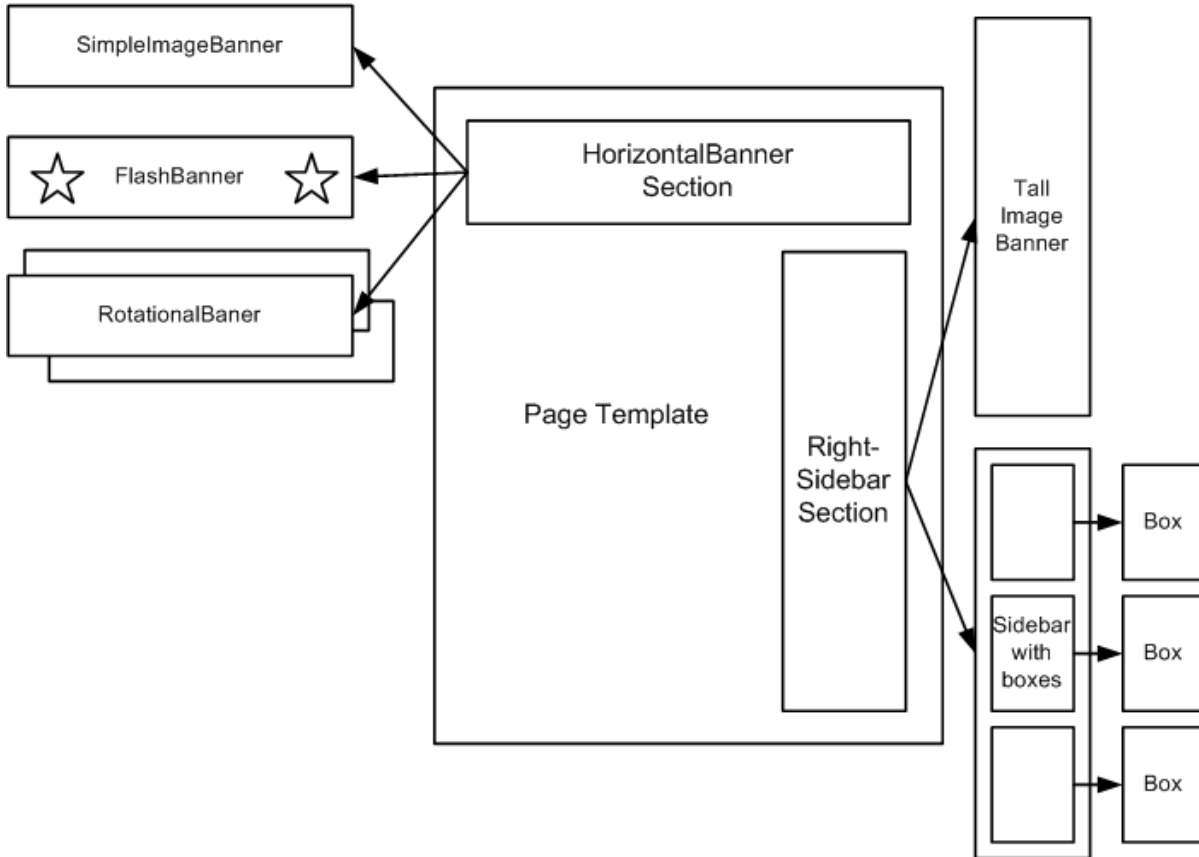 SimpleImageBanner
FlashBanner
RotationalBaner
HorizontalBanner
Section
Page Template
Right-
Sidebar
Section
Tall
Image
Banner
Sidebar
with
boxes
Box
Box
Box